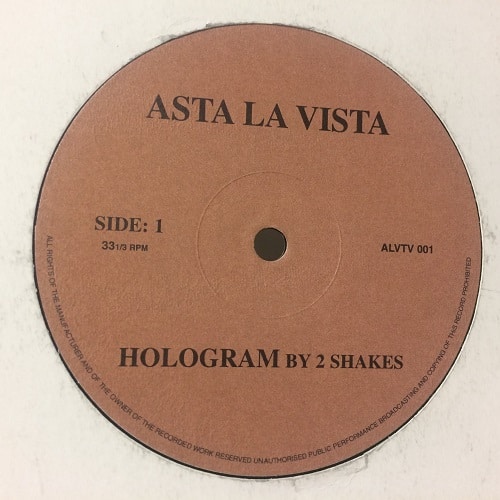 ASTA LA VISTA
SIDE: 1
33 1/3 RPM
ALVTV 001
HOLOGRAM BY 2 SHAKES
ALL RIGHTS OF THE MANUFACTURER AND OF THE OWNER OF THE RECORDED WORK RESERVED UNAUTHORISED PUBLIC PERFORMANCE BROADCASTING AND COPYING OF THIS RECORD PROHIBITED